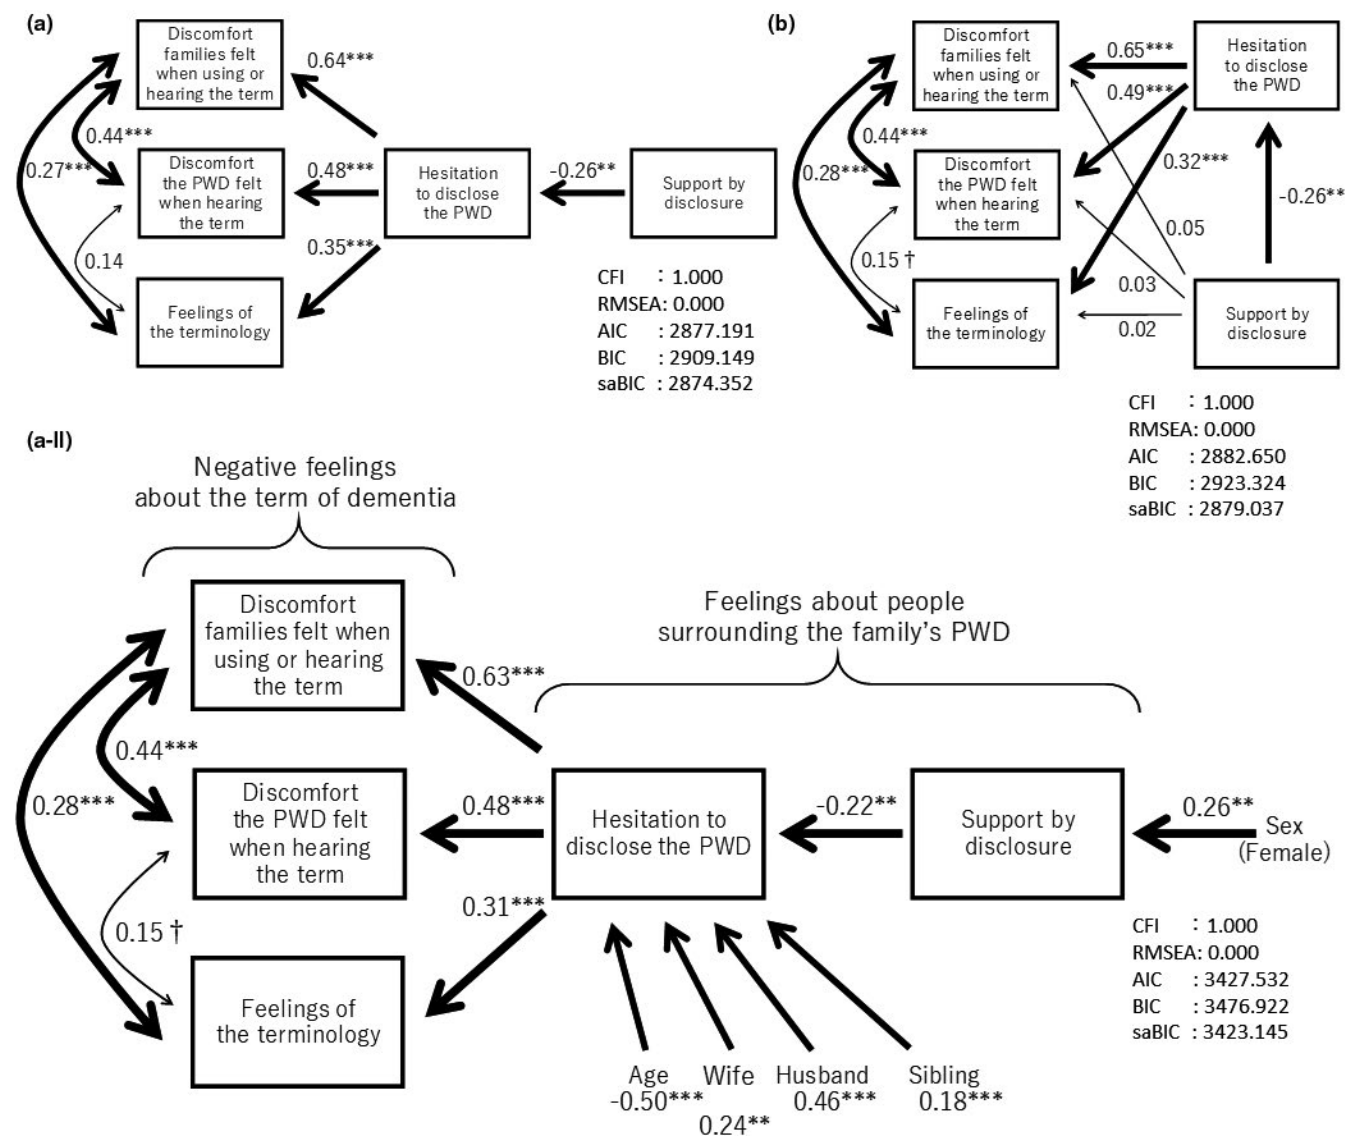 (a)
Discomfort
families felt
when using or
hearing the term
0.64***
0.44***
0.27***
Discomfort
the PWD felt
when hearing
the term
0.48***
Hesitation
to disclose
the PWD
-0.26**
Support by
disclosure
0.35***
0.14
Feelings of
the terminology
CFI : 1.000
RMSEA: 0.000
AIC : 2877.191
BIC : 2909.149
saBIC : 2874.352
(b)
Discomfort
families felt
when using or
hearing the term
0.65***
Hesitation
to disclose
the PWD
0.49***
0.44***
0.28***
Discomfort
the PWD felt
when hearing
the term
0.32***
-0.26**
0.05
0.15 †
0.03
Feelings of
the terminology
0.02
Support by
disclosure
CFI : 1.000
RMSEA: 0.000
AIC : 2882.650
BIC : 2923.324
saBIC : 2879.037
(a-II)
Negative feelings
about the term of dementia
Discomfort
families felt when
using or hearing
the term
Feelings about people
surrounding the family's PWD
0.63***
0.44***
0.28***
Discomfort
the PWD felt
when hearing
the term
0.48***
Hesitation to
disclose the PWD
-0.22**
Support by
disclosure
0.26**
Sex
(Female)
0.31***
0.15 †
Feelings of
the terminology
CFI : 1.000
RMSEA: 0.000
AIC : 3427.532
BIC : 3476.922
saBIC : 3423.145
Age Wife Husband Sibling
-0.50*** 0.46*** 0.18***
0.24**